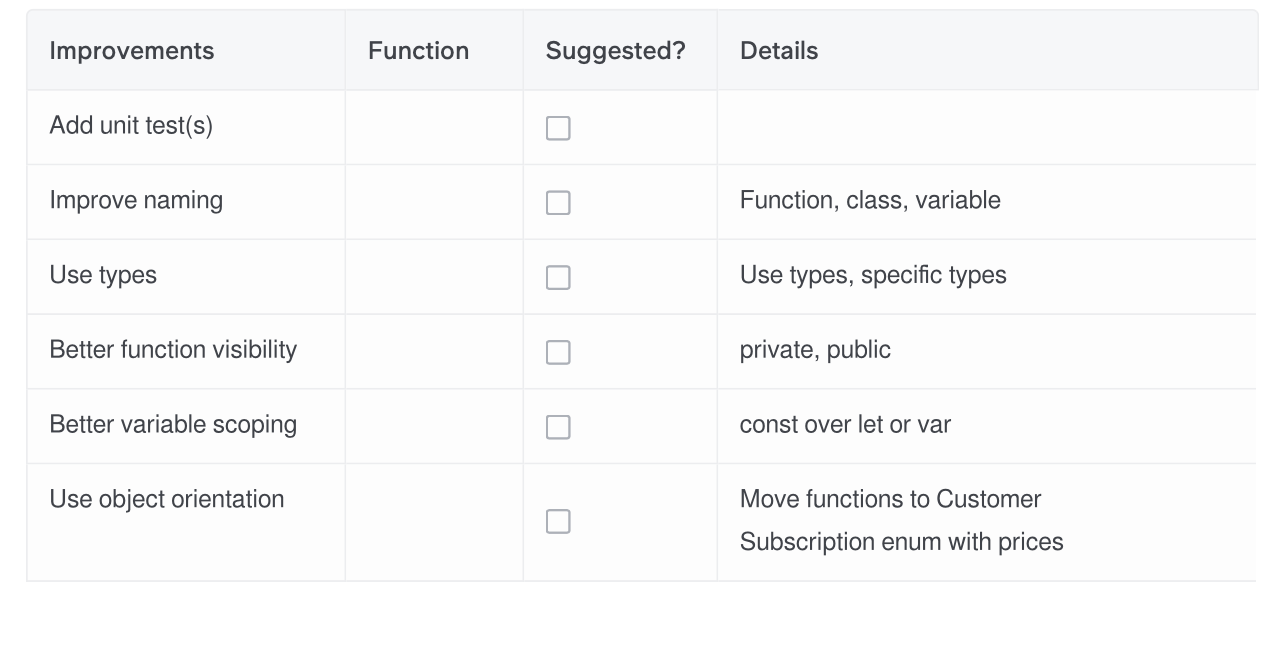 Improvements Function Suggested? Details
Add unit test(s)
Improve naming Function, class, variable
Use types Use types, specific types
Better function visibility private, public
Better variable scoping const over let or var
Use object orientation Move functions to Customer
Subscription enum with prices